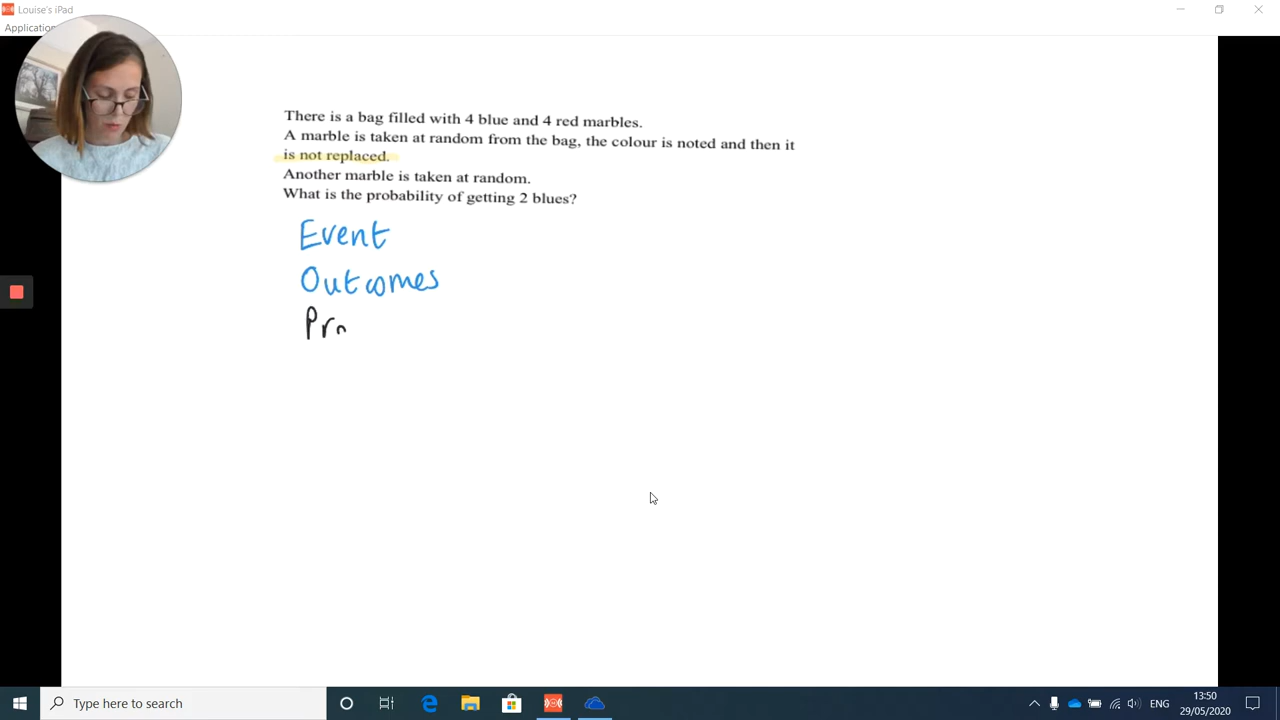 Louise's iPad
Application
There is a bag filled with 4 blue and 4 red marbles.
A marble is taken at random from the bag, the colour is noted and then it
is not replaced.
Another marble is taken at random.
What is the probability of getting 2 blues?
Event
Outcomes
Pro
Type here to search
ENG
13:50
29/05/2020